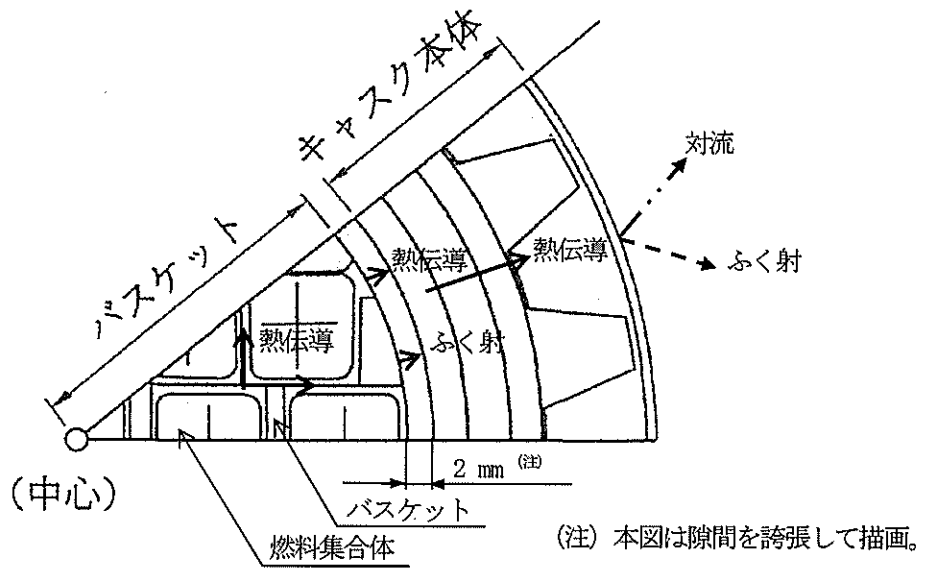 キャスク本体
バスケット
対流
ふく射
熱伝導
熱伝導
熱伝導
ふく射
2 mm (注)
(中心)
バスケット
燃料集合体
(注) 本図は隙間を誇張して描画。